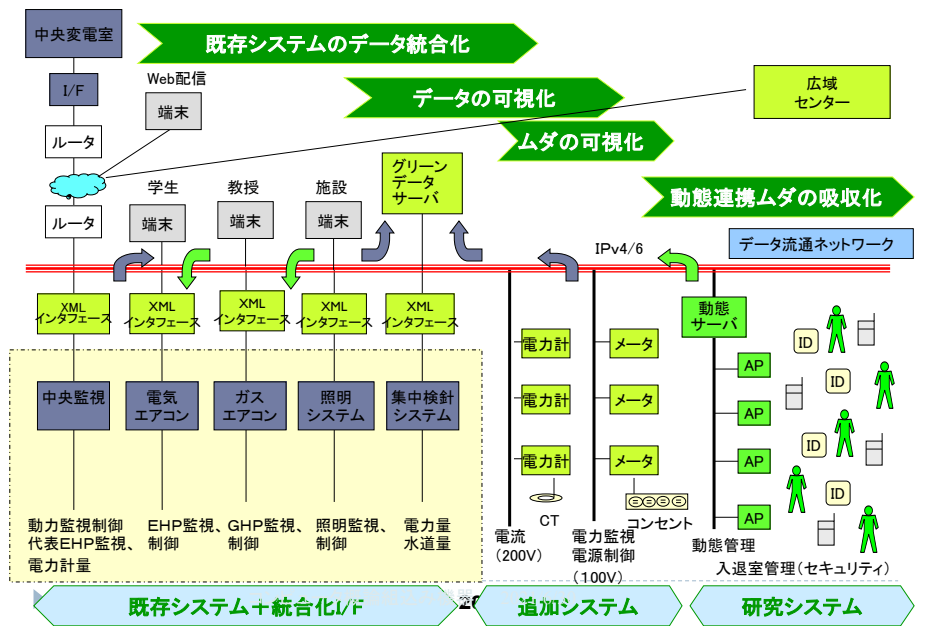 中央変電室
既存システムのデータ統合化
I/F
Web配信
端末
データの可視化
広域
センター
ルータ
ムダの可視化
ルータ
学生
教授
施設
グリーン
データ
サーバ
端末
端末
端末
動態連携ムダの吸収化
IPv4/6
データ流通ネットワーク
XML
インタフェース
XML
インタフェース
XML
インタフェース
XML
インタフェース
XML
インタフェース
動態
サーバ
電力計
メータ
ID
AP
中央監視
電気
エアコン
ガス
エアコン
照明
システム
集中検針
システム
電力計
メータ
AP
ID
電力計
メータ
AP
ID
CT
コンセント
AP
ID
動力監視制御
代表EHP監視、
電力計量
EHP監視、
制御
GHP監視、
制御
照明監視、
制御
電力量
水道量
電流
（200V）
電力監視
電源制御
（100V）
動態管理
入退室管理（セキュリティ）
既存システム＋統合化I/F
追加システム
研究システム